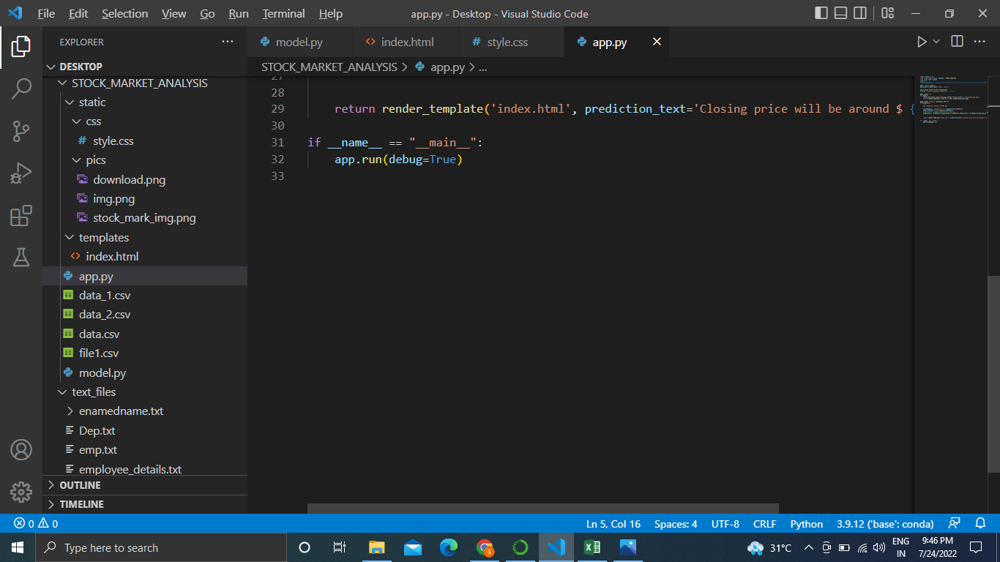 File Edit Selection View Go Run Terminal Help app.py - Desktop - Visual Studio Code
EXPLORER
model.py index.html style.css app.py
DESKTOP
STOCK_MARKET_ANALYSIS > app.py > ...
STOCK_MARKET_ANALYSIS
static
css
style.css
pics
download.png
img.png
stock_mark_img.png
templates
index.html
app.py
data_1.csv
data_2.csv
data.csv
file1.csv
model.py
text_files
enamedname.txt
Dep.txt
emp.txt
employee_details.txt
OUTLINE
TIMELINE
27
28
29 return render_template('index.html', prediction_text='Closing price will be around $ {
30
31 if __name__ == "__main__":
32 app.run(debug=True)
33
0 0 Ln 5, Col 16 Spaces: 4 UTF-8 CRLF Python 3.9.12 ('base': conda)
Type here to search 31°C ENG IN 9:46 PM 7/24/2022